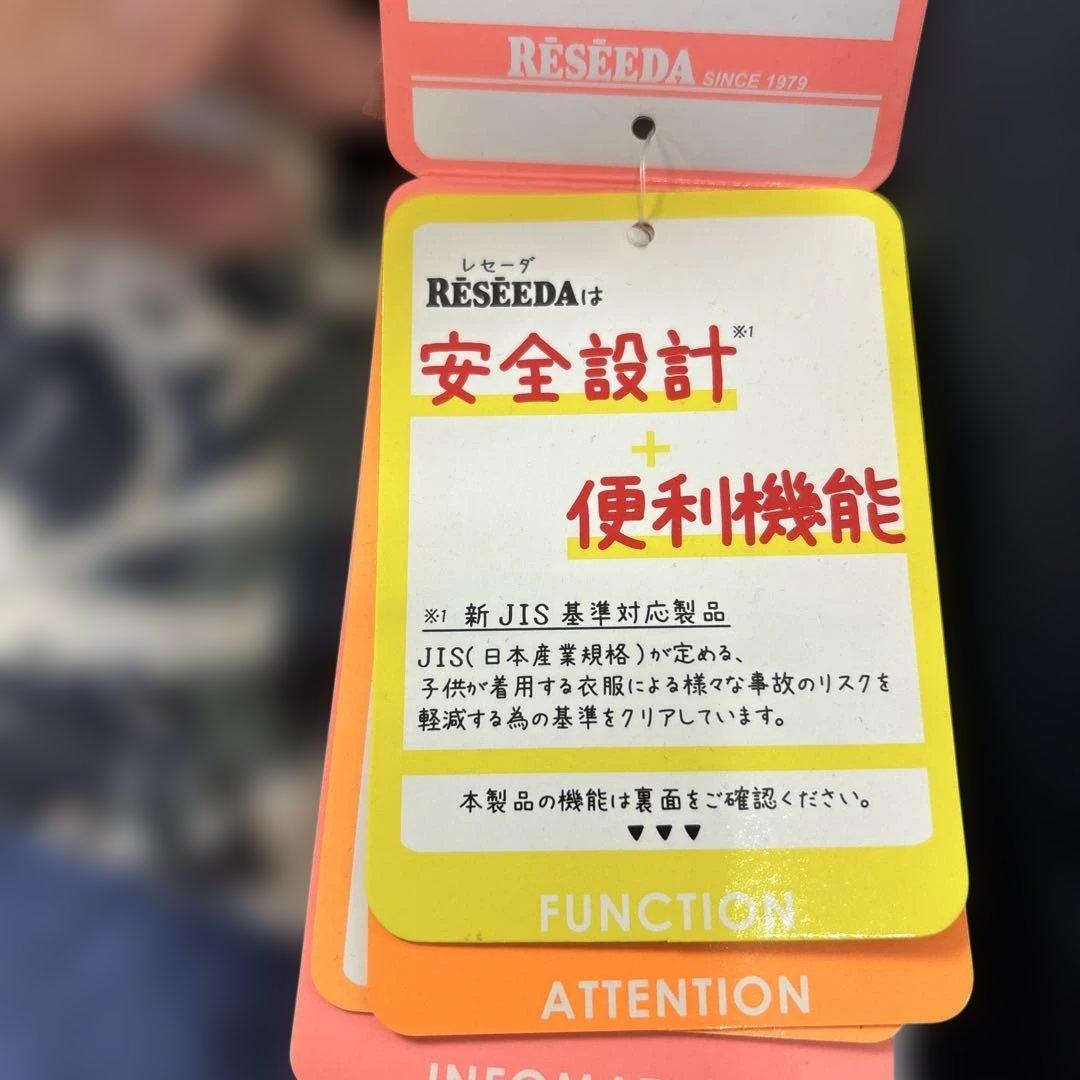 RĒSĒEDA SINCE 1979
レセーダ
RĒSĒEDAは
安全設計※1
+
便利機能
※1 新JIS基準対応製品
JIS(日本産業規格)が定める、
子供が着用する衣服による様々な事故のリスクを
軽減する為の基準をクリアしています。
本製品の機能は裏面をご確認ください。
▼▼▼
FUNCTION
ATTENTION